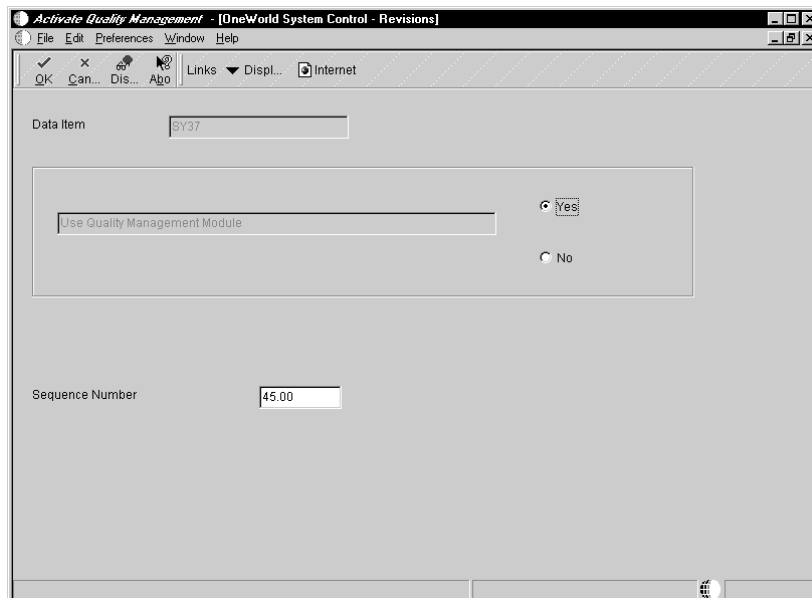 Activate Quality Management - [OneWorld System Control - Revisions]
File Edit Preferences Window Help
OK Can... Dis... Abo Links Displ... Internet
Data Item SY37
Yes
Use Quality Management Module
No
Sequence Number 45.00